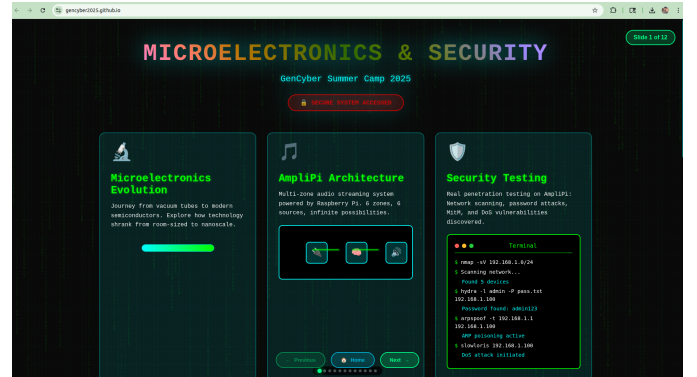 gencyber2025.github.io
Slide 1 of 12
MICROELECTRONICS & SECURITY
GenCyber Summer Camp 2025
SECURE SYSTEM ACCESSED
Microelectronics
Evolution
Journey from vacuum tubes to modern
semiconductors. Explore how technology
shrank from room-sized to nanoscale.
AmpliPi Architecture
Multi-zone audio streaming system
powered by Raspberry Pi. 6 zones, 6
sources, infinite possibilities.
← Previous
Home
Next →
Security Testing
Real penetration testing on AmpliPi:
Network scanning, password attacks,
MitM, and DoS vulnerabilities
discovered.
Terminal
$ nmap -sV 192.168.1.0/24
$ Scanning network...
Found 5 devices
$ hydra -l admin -P pass.txt
192.168.1.100
Password found: admin123
$ arpspoof -t 192.168.1.1
192.168.1.100
ARP poisoning active
$ slowloris 192.168.1.100
DoS attack initiated